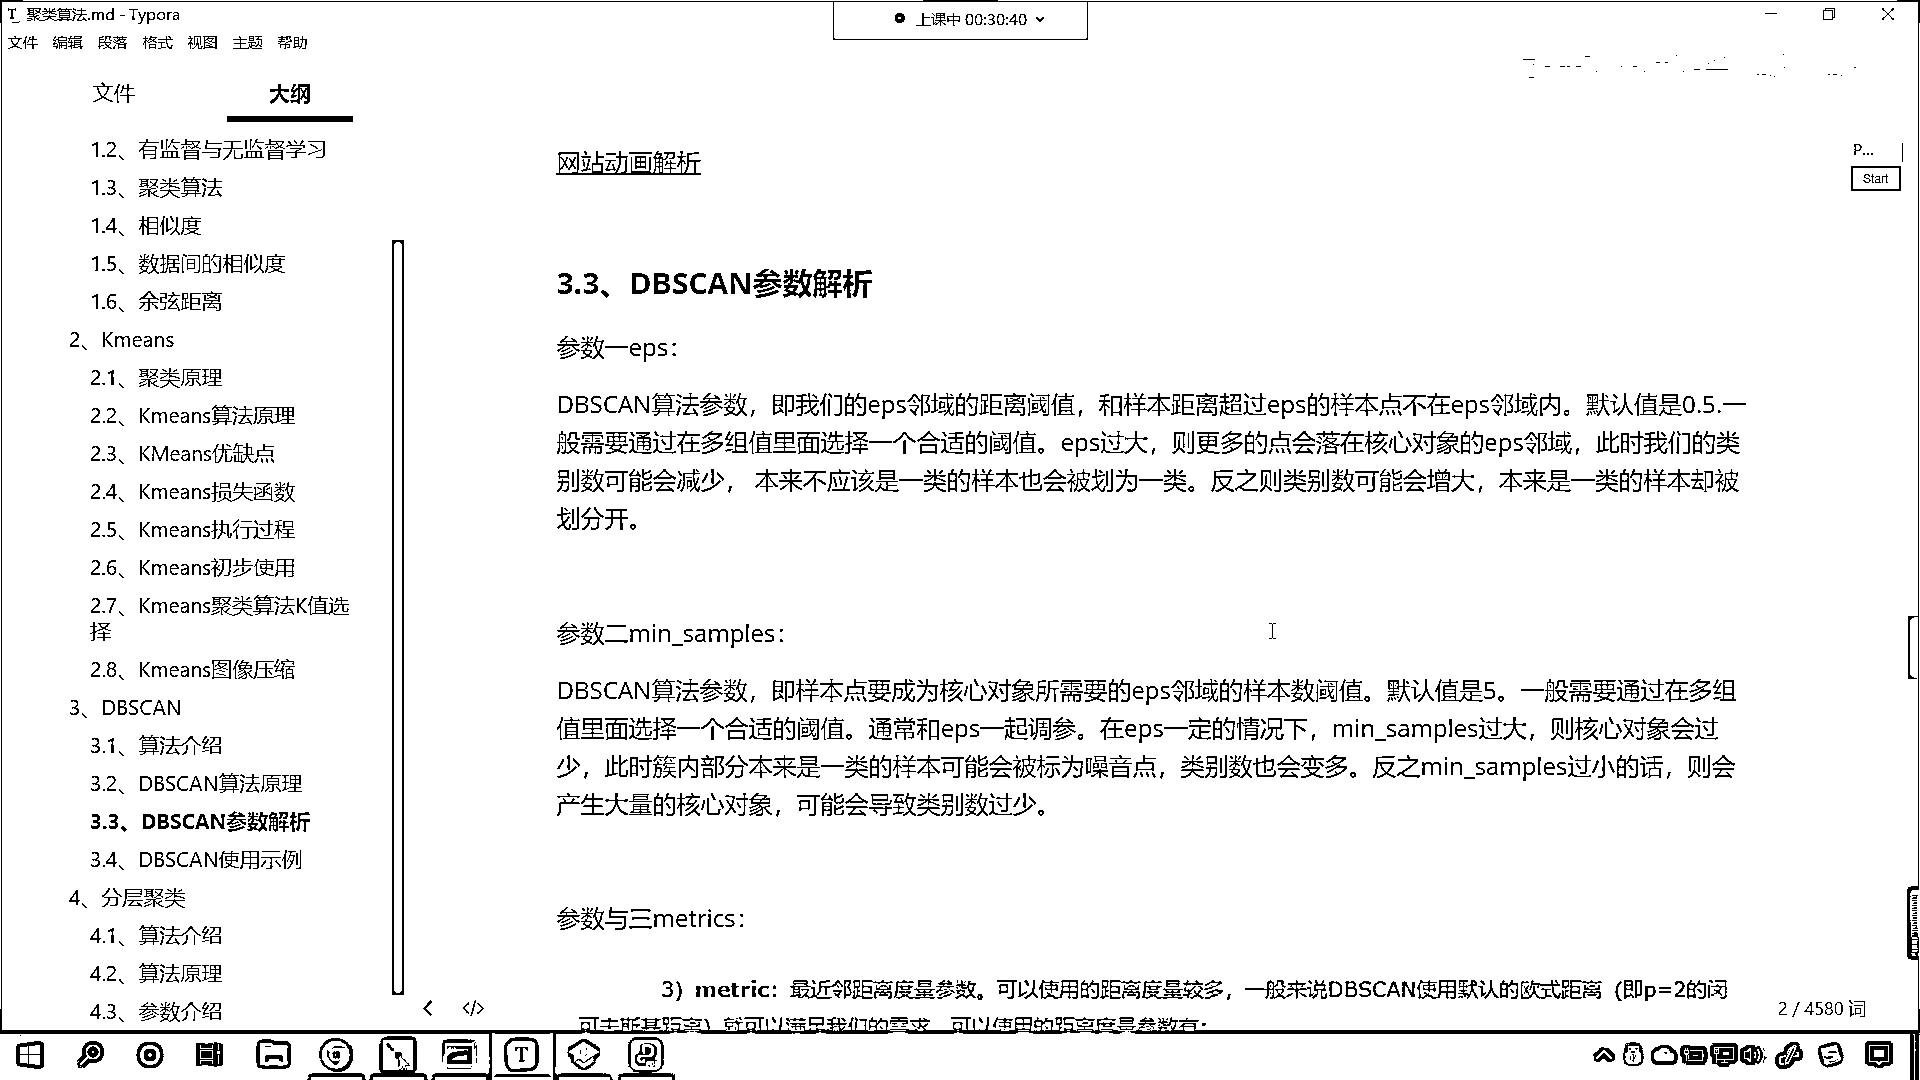 聚类算法.md - Typora
上课中 00:30:40
文件 编辑 段落 格式 视图 主题 帮助
文件 大纲
1.2、有监督与无监督学习
1.3、聚类算法
1.4、相似度
1.5、数据间的相似度
1.6、余弦距离
2、Kmeans
2.1、聚类原理
2.2、Kmeans算法原理
2.3、KMeans优缺点
2.4、Kmeans损失函数
2.5、Kmeans执行过程
2.6、Kmeans初步使用
2.7、Kmeans聚类算法K值选
择
2.8、Kmeans图像压缩
3、DBSCAN
3.1、算法介绍
3.2、DBSCAN算法原理
3.3、DBSCAN参数解析
3.4、DBSCAN使用示例
4、分层聚类
4.1、算法介绍
4.2、算法原理
4.3、参数介绍
网站动画解析
3.3、DBSCAN参数解析
参数一eps：
DBSCAN算法参数，即我们的eps邻域的距离阈值，和样本距离超过eps的样本点不在eps邻域内。默认值是0.5.一
般需要通过在多组值里面选择一个合适的阈值。eps过大，则更多的点会落在核心对象的eps邻域，此时我们的类
别数可能会减少， 本来不应该是一类的样本也会被划为一类。反之则类别数可能会增大，本来是一类的样本却被
划分开。
参数二min_samples：
DBSCAN算法参数，即样本点要成为核心对象所需要的eps邻域的样本数阈值。默认值是5。一般需要通过在多组
值里面选择一个合适的阈值。通常和eps一起调参。在eps一定的情况下，min_samples过大，则核心对象会过
少，此时簇内部分本来是一类的样本可能会被标为噪音点，类别数也会变多。反之min_samples过小的话，则会
产生大量的核心对象，可能会导致类别数过少。
参数与三metrics：
3）metric：最近邻距离度量参数。可以使用的距离度量较多，一般来说DBSCAN使用默认的欧式距离（即p=2的闵
可夫斯基距离）就可以满足我们的需求。可以使用的距离度量参数有：
P...
Start
2 / 4580 词